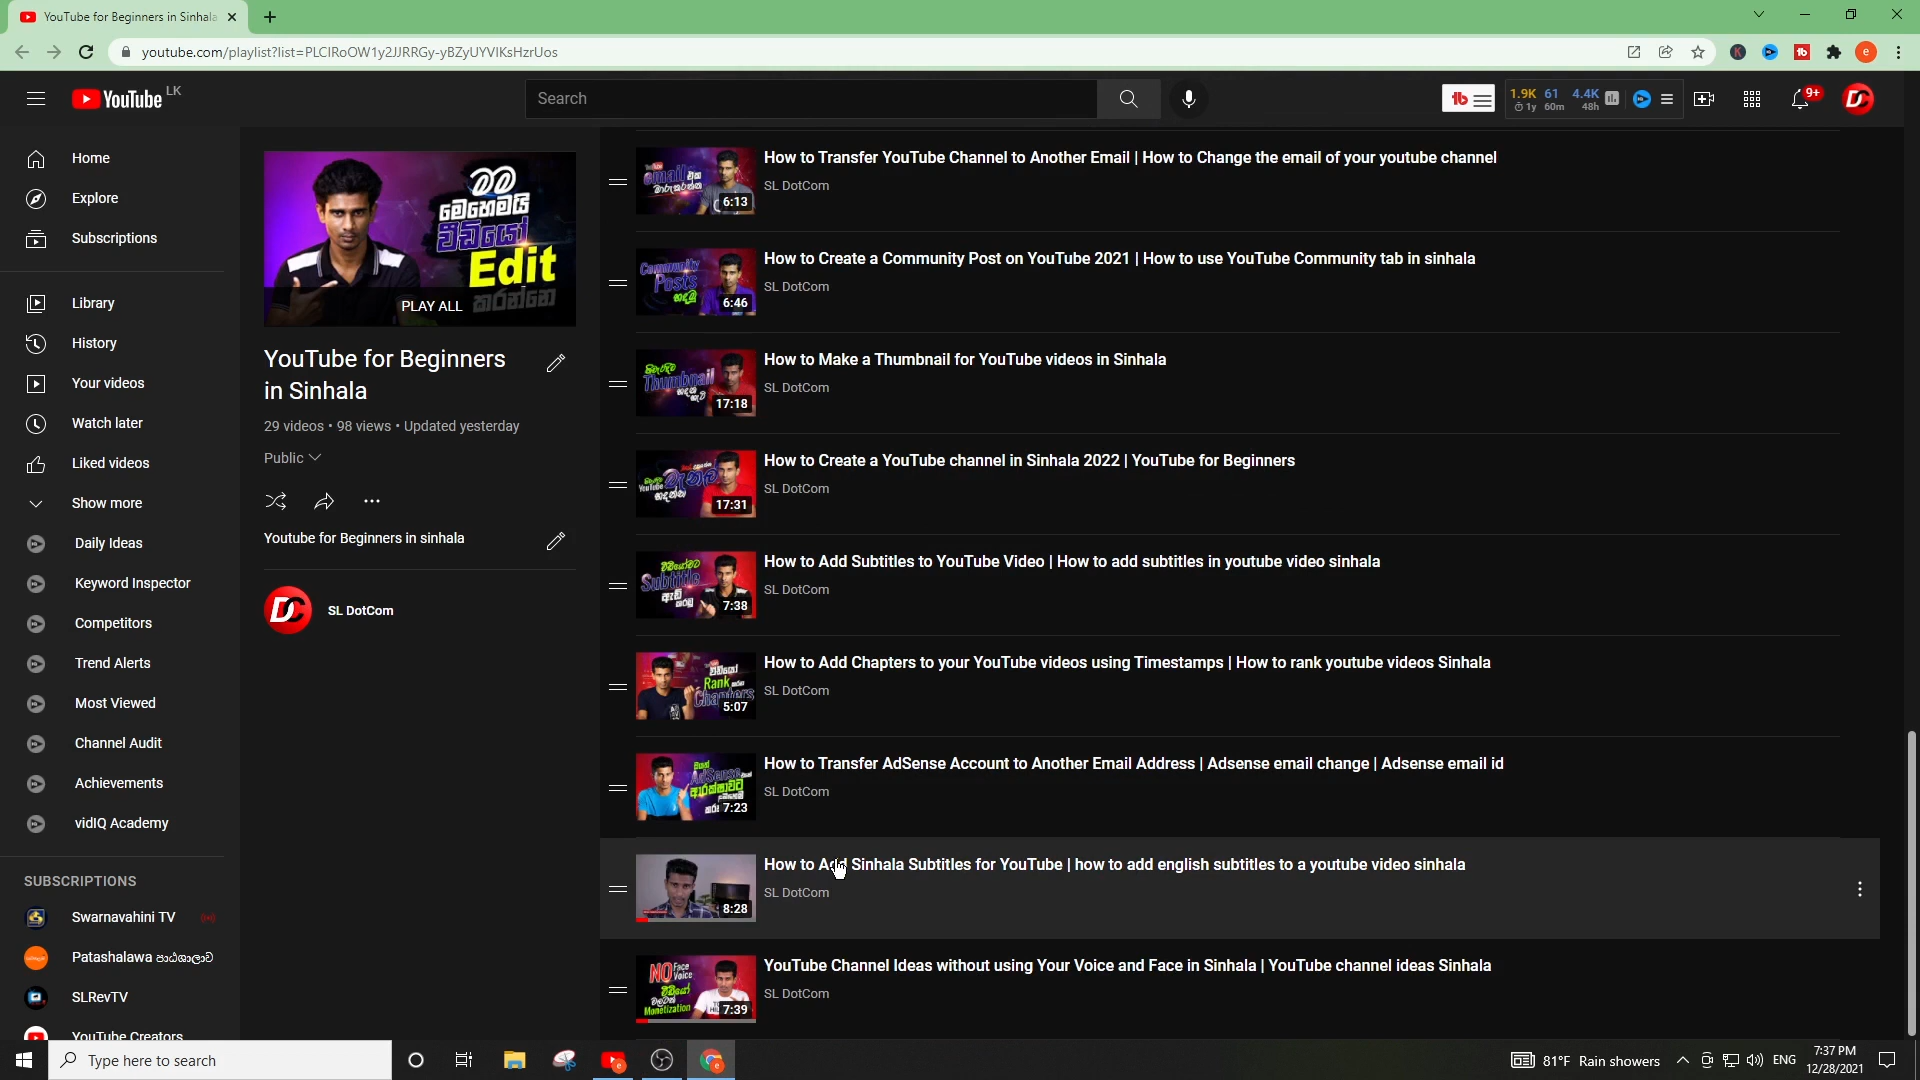 YouTube for Beginners in Sinhala
youtube.com/playlist?list=PLCIRoOW1y2JJRRGy-yBZyUYVIKsHzrUos
YouTube LK
Search
1.9K 61 4.4K
1y 60m 48h
9+
Home
Explore
Subscriptions
Library
History
Your videos
Watch later
Liked videos
Show more
Daily Ideas
Keyword Inspector
Competitors
Trend Alerts
Most Viewed
Channel Audit
Achievements
vidIQ Academy
SUBSCRIPTIONS
Swarnavahini TV
Patashalawa පාඨශාලාව
SLRevTV
YouTube Creators
මම
මෙහෙමයි
වීඩියෝ
Edit
කරන්නෙ
PLAY ALL
YouTube for Beginners
in Sinhala
29 videos • 98 views • Updated yesterday
Public
Youtube for Beginners in sinhala
SL DotCom
How to Transfer YouTube Channel to Another Email | How to Change the email of your youtube channel
SL DotCom
email එක
6:13
How to Create a Community Post on YouTube 2021 | How to use YouTube Community tab in sinhala
SL DotCom
Community
Posts
හදමු
6:46
How to Make a Thumbnail for YouTube videos in Sinhala
SL DotCom
Thumbnail
17:18
How to Create a YouTube channel in Sinhala 2022 | YouTube for Beginners
SL DotCom
YouTube
17:31
How to Add Subtitles to YouTube Video | How to add subtitles in youtube video sinhala
SL DotCom
වීඩියෝවට
Subtitle
ඇඩ්
කරමු
7:38
How to Add Chapters to your YouTube videos using Timestamps | How to rank youtube videos Sinhala
SL DotCom
වීඩියෝ
Rank
Chapters
5:07
How to Transfer AdSense Account to Another Email Address | Adsense email change | Adsense email id
SL DotCom
AdSense
7:23
How to Add Sinhala Subtitles for YouTube | how to add english subtitles to a youtube video sinhala
SL DotCom
8:28
YouTube Channel Ideas without using Your Voice and Face in Sinhala | YouTube channel ideas Sinhala
SL DotCom
NO Face
Voice
Monetization
7:39
Type here to search
81°F Rain showers
ENG
7:37 PM
12/28/2021